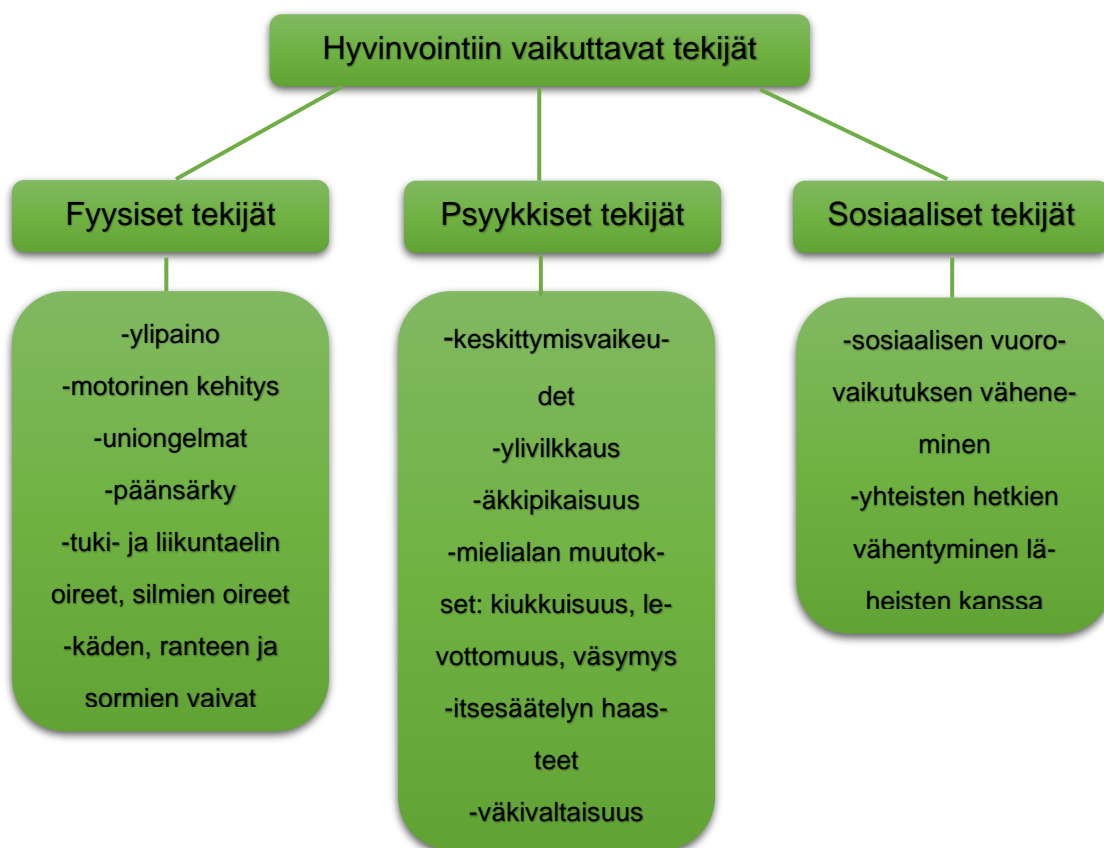 Hyvinvointiin vaikuttavat tekijät
Fyysiset tekijät
-ylipaino
-motorinen kehitys
-uniongelmat
-päänsärky
-tuki- ja liikuntaelin
oireet, silmien oireet
-käden, ranteen ja
sormien vaivat
Psyykkiset tekijät
-keskittymisvaikeu-
det
-ylivilkkaus
-äkkipikaisuus
-mielialan muutok-
set: kiukkuisuus, le-
vottomuus, väsymys
-itsesäätelyn haas-
teet
-väkivaltaisuus
Sosiaaliset tekijät
-sosiaalisen vuoro-
vaikutuksen vähene-
minen
-yhteisten hetkien
vähentyminen lä-
heisten kanssa